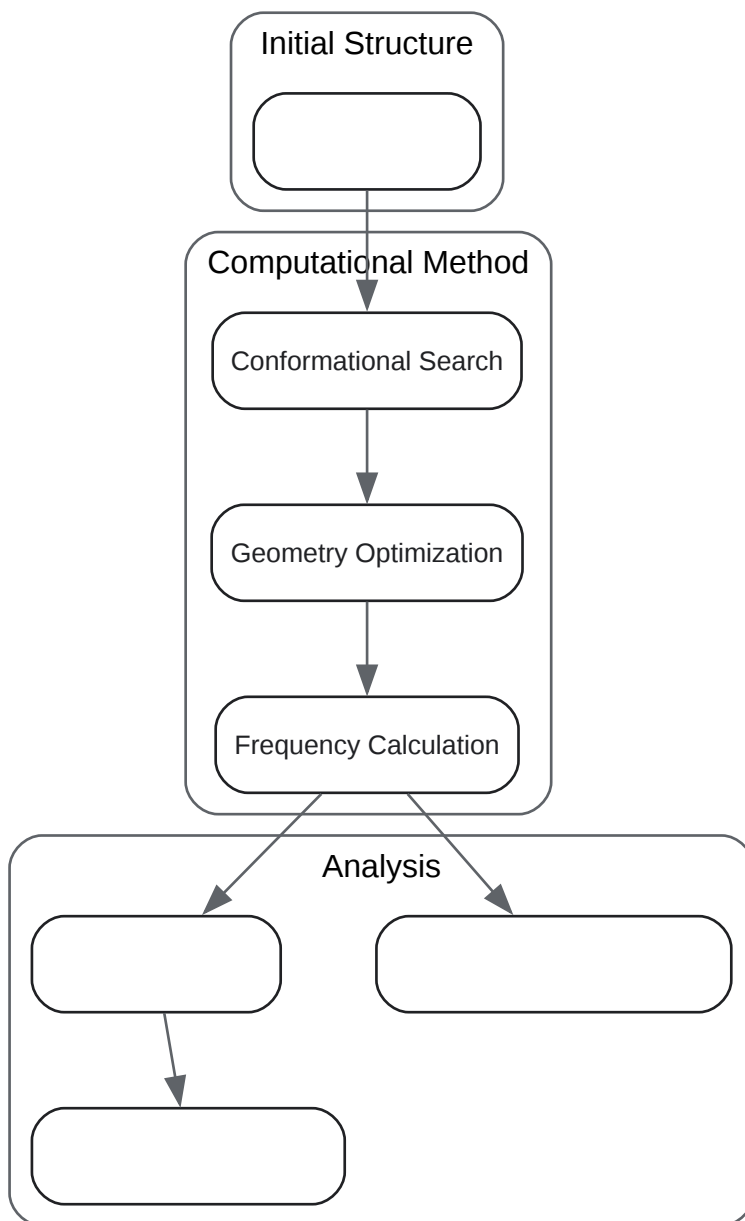 Initial Structure
Computational Method
Conformational Search
Geometry Optimization
Frequency Calculation
Analysis